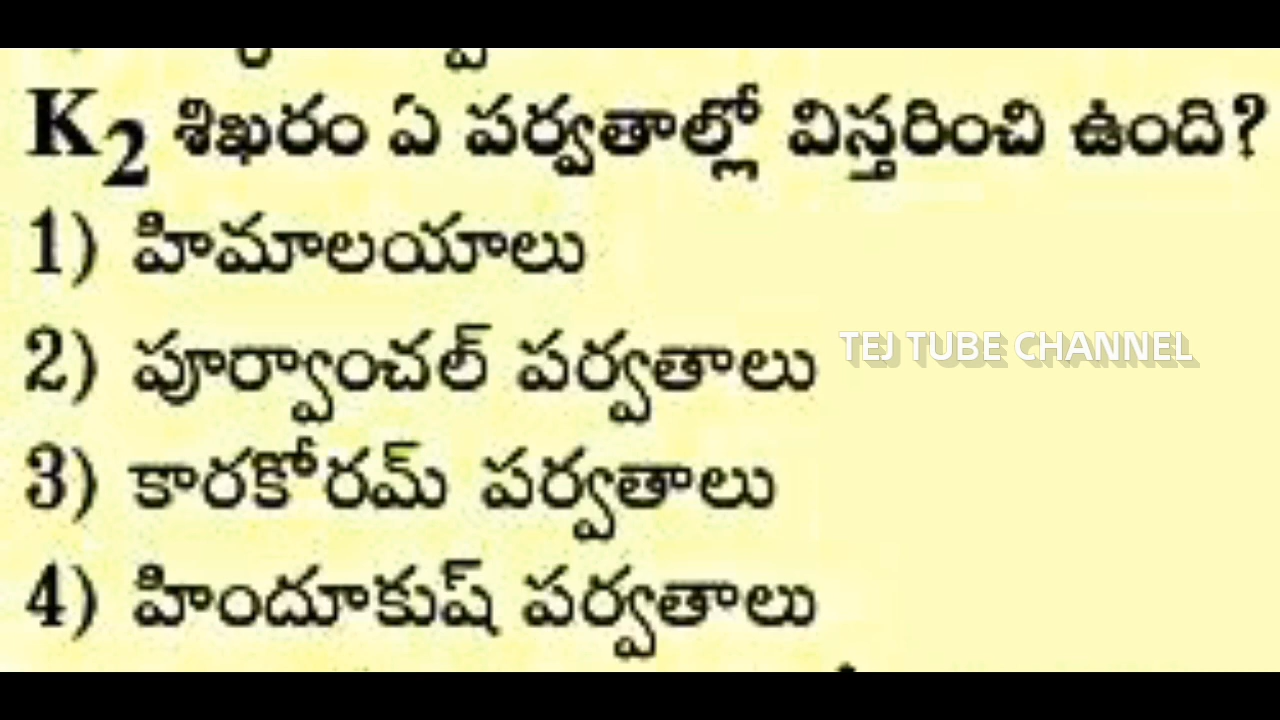 K₂ శిఖరం ఏ పర్వతాల్లో విస్తరించి ఉంది?
1) హిమాలయాలు
2) పూర్వాంచల్ పర్వతాలు
TEJ TUBE CHANNEL
3) కారకోరమ్ పర్వతాలు
4) హిందూకుష్ పర్వతాలు